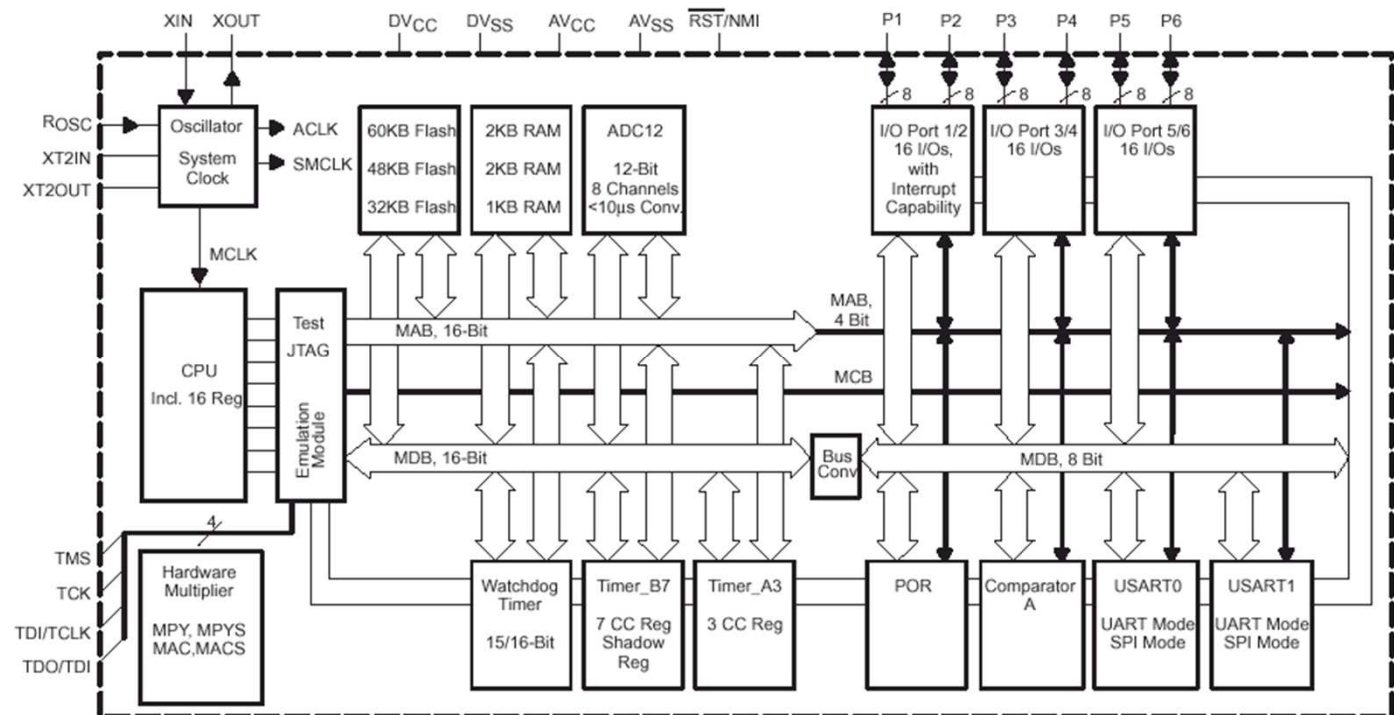 XIN XOUT DVCC DVSS AVCC AVSS RST/NMI P1 P2 P3 P4 P5 P6
8 8 8 8 8 8
ROSC
XT2IN
XT2OUT
Oscillator
System
Clock
ACLK
SMCLK
MCLK
60KB Flash
48KB Flash
32KB Flash
2KB RAM
2KB RAM
1KB RAM
ADC12
12-Bit
8 Channels
<10µs Conv.
I/O Port 1/2
16 I/Os,
with
Interrupt
Capability
I/O Port 3/4
16 I/Os
I/O Port 5/6
16 I/Os
CPU
Incl. 16 Reg
Test
JTAG
Emulation
Module
MAB, 16-Bit
MAB,
4 Bit
MCB
MDB, 16-Bit
Bus
Conv
MDB, 8 Bit
4
TMS
TCK
TDI/TCLK
TDO/TDI
Hardware
Multiplier
MPY, MPYS
MAC,MACS
Watchdog
Timer
15/16-Bit
Timer_B7
7 CC Reg
Shadow
Reg
Timer_A3
3 CC Reg
POR
Comparator
A
USART0
UART Mode
SPI Mode
USART1
UART Mode
SPI Mode